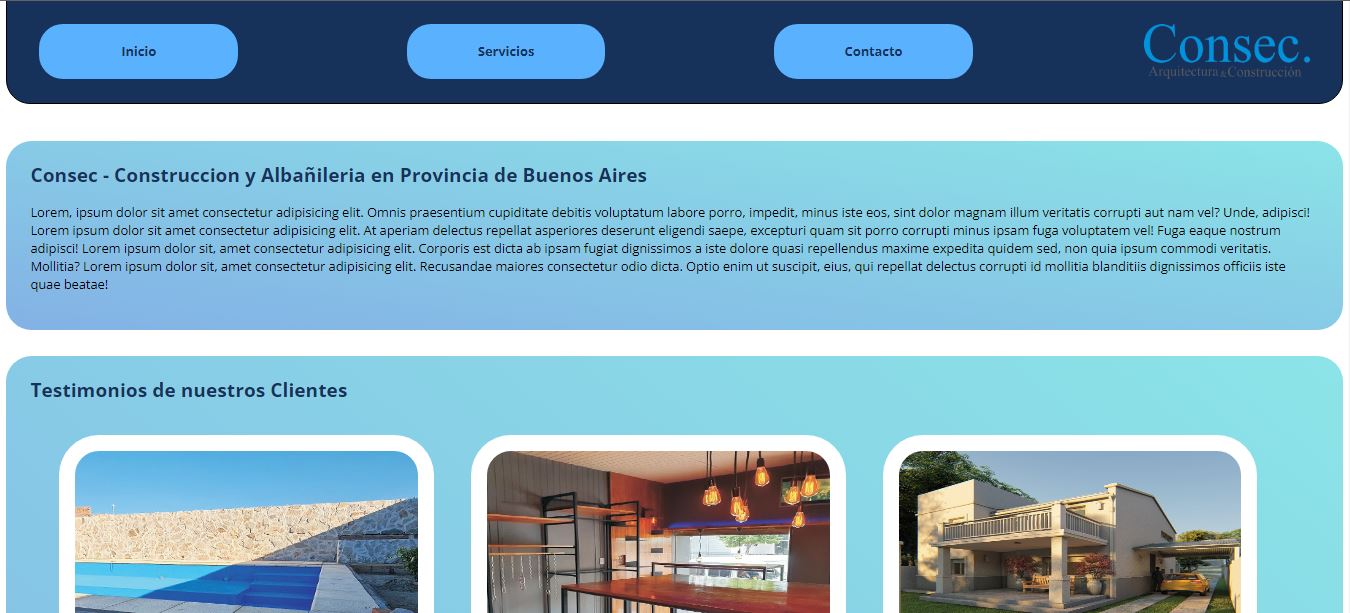 Inicio
Servicios
Contacto
Consec.
Arquitectura & Construcción
Consec - Construccion y Albañileria en Provincia de Buenos Aires
Lorem, ipsum dolor sit amet consectetur adipisicing elit. Omnis praesentium cupiditate debitis voluptatum labore porro, impedit, minus iste eos, sint dolor magnam illum veritatis corrupti aut nam vel? Unde, adipisci!
Lorem ipsum dolor sit amet consectetur adipisicing elit. At aperiam delectus repellat asperiores deserunt eligendi saepe, excepturi quam sit porro corrupti minus ipsam fuga voluptatem vel! Fuga eaque nostrum
adipisci! Lorem ipsum dolor sit, amet consectetur adipisicing elit. Corporis est dicta ab ipsam fugiat dignissimos a iste dolore quasi repellendus maxime expedita quidem sed, non quia ipsum commodi veritatis.
Mollitia? Lorem ipsum dolor sit, amet consectetur adipisicing elit. Recusandae maiores consectetur odio dicta. Optio enim ut suscipit, eius, qui repellat delectus corrupti id mollitia blanditiis dignissimos officiis iste
quae beatae!
Testimonios de nuestros Clientes